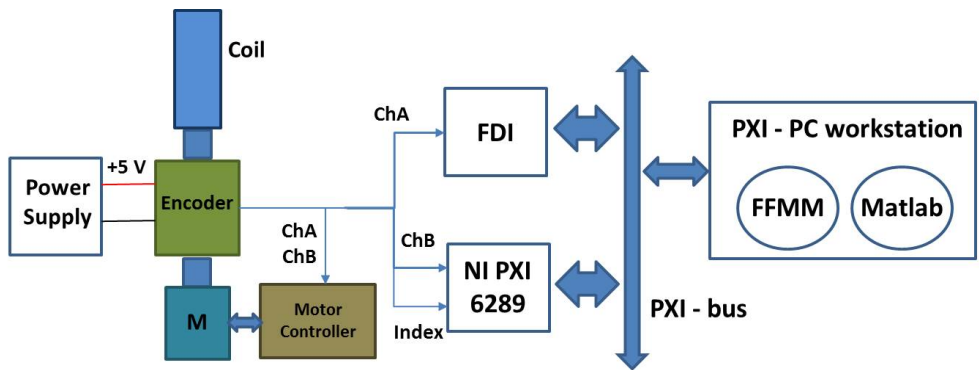 Coil
+5 V
Power
Supply
Encoder
ChA
FDI
ChA
ChB
ChB
NI PXI
6289
Index
M
Motor
Controller
PXI - bus
PXI - PC workstation
FFMM
Matlab